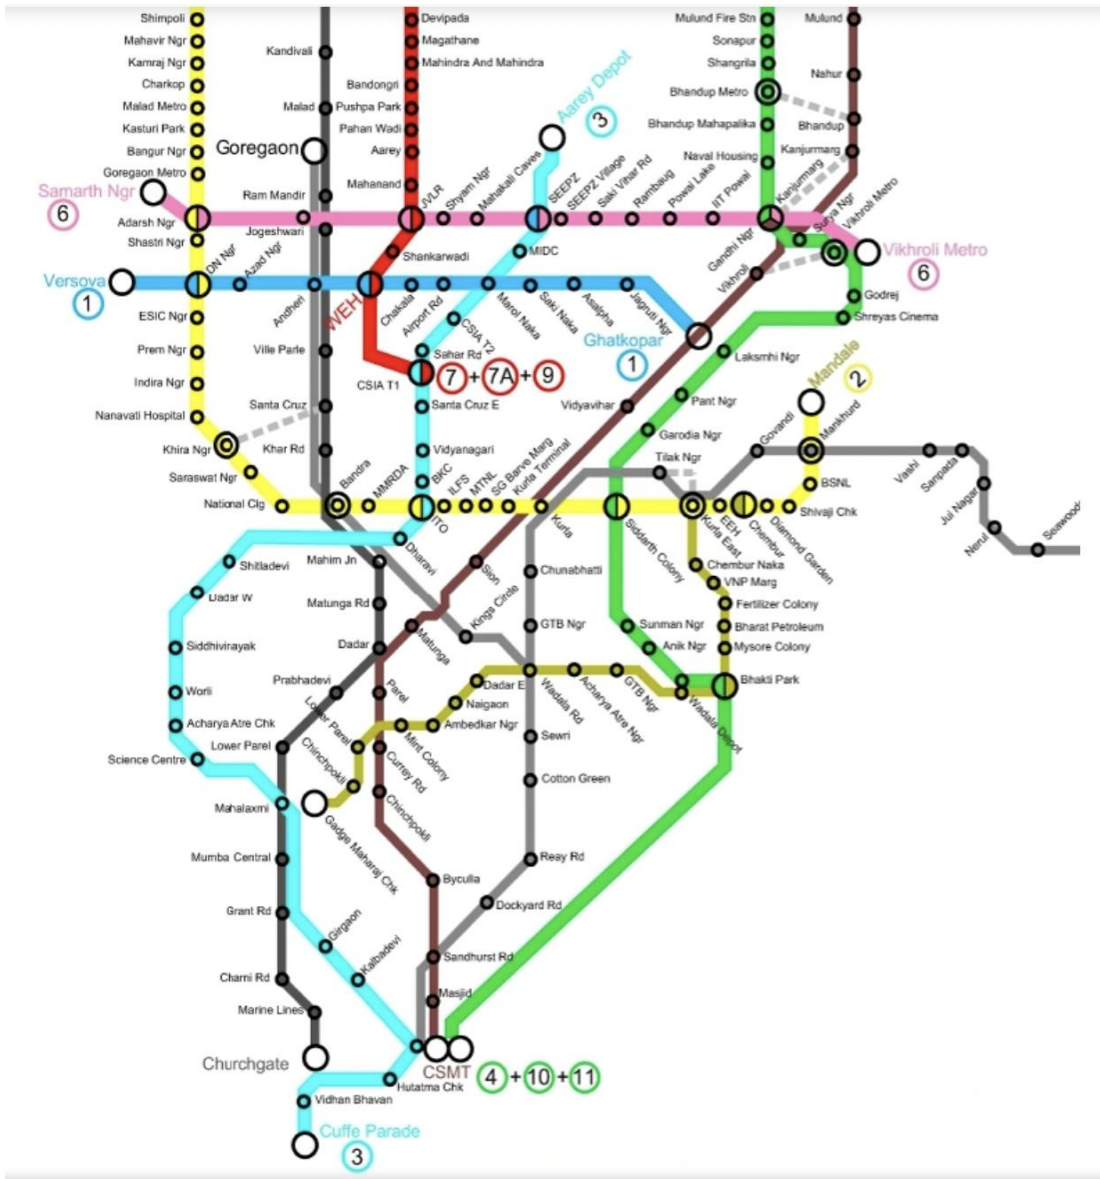 Shimpoli
Mahavir Ngr
Kamraj Ngr
Charkop
Malad Metro
Kasturi Park
Bangur Ngr
Goregaon Metro
Samarth Ngr
6
Adarsh Ngr
Shastri Ngr
DN Ngr
Azad Ngr
Versova
1
ESIC Ngr
Prem Ngr
Indira Ngr
Nanavati Hospital
Khira Ngr
Saraswat Ngr
National Clg
Kandivali
Malad
Goregaon
Ram Mandir
Jogeshwari
Andheri
Ville Parle
Santa Cruz
Khar Rd
Bandra
Devipada
Magathane
Mahindra And Mahindra
Bandongri
Pushpa Park
Pahan Wadi
Aarey
Mahanand
JVLR
Shyam Ngr
Mahakali Caves
SEEPZ
SEEPZ Village
Saki Vihar Rd
Rambaug
Powai Lake
IIT Powai
Kanjurmarg
Aarey Depot
3
Shankarwadi
MIDC
WEH
Chakala
Airport Rd
Marol Naka
Saki Naka
Asalpha
Jagruti Ngr
Ghatkopar
1
CSIA T2
Sahar Rd
CSIA T1
7 + 7A + 9
Santa Cruz E
Vidyanagari
BKC
MMRDA
ITO
ILFS
MTNL
SG Barve Marg
Kurla Terminal
Kurla
Mulund Fire Stn
Sonapur
Shangrila
Bhandup Metro
Bhandup Mahapalika
Naval Housing
Mulund
Nahur
Bhandup
Kanjurmarg
Surya Ngr
Vikhroli Metro
Gandhi Ngr
Vikhroli
Vikhroli Metro
6
Godrej
Shreyas Cinema
Laksmhi Ngr
Pant Ngr
Garodia Ngr
Vidyavihar
Tilak Ngr
Mandale
2
Govandi
Mankhurd
BSNL
Shivaji Chk
Diamond Garden
Chembur
EEH
Kurla East
Siddarth Colony
Vashi
Sanpada
Jui Nagar
Nerul
Seawood
Dharavi
Shitladevi
Dadar W
Siddhivirayak
Worli
Acharya Atre Chk
Science Centre
Mahim Jn
Matunga Rd
Dadar
Prabhadevi
Lower Parel
Mahalaxmi
Mumba Central
Grant Rd
Charni Rd
Marine Lines
Churchgate
Sion
Kings Circle
Matunga
Parel
Currey Rd
Chinchpokli
Byculla
Sandhurst Rd
Masjid
CSMT
Chunabhatti
GTB Ngr
Wadala Rd
Sewri
Cotton Green
Reay Rd
Dockyard Rd
Chembur Naka
VNP Marg
Fertilizer Colony
Bharat Petroleum
Mysore Colony
Bhakti Park
Sunman Ngr
Anik Ngr
Wadala Depot
GTB Ngr
Acharya Atre Ngr
Dadar E
Naigaon
Ambedkar Ngr
Mint Colony
Lower Parel
Chinchpokli
Gadge Maharaj Chk
Girgaon
Kalbadevi
4 + 10 + 11
Hutatma Chk
Vidhan Bhavan
Cuffe Parade
3